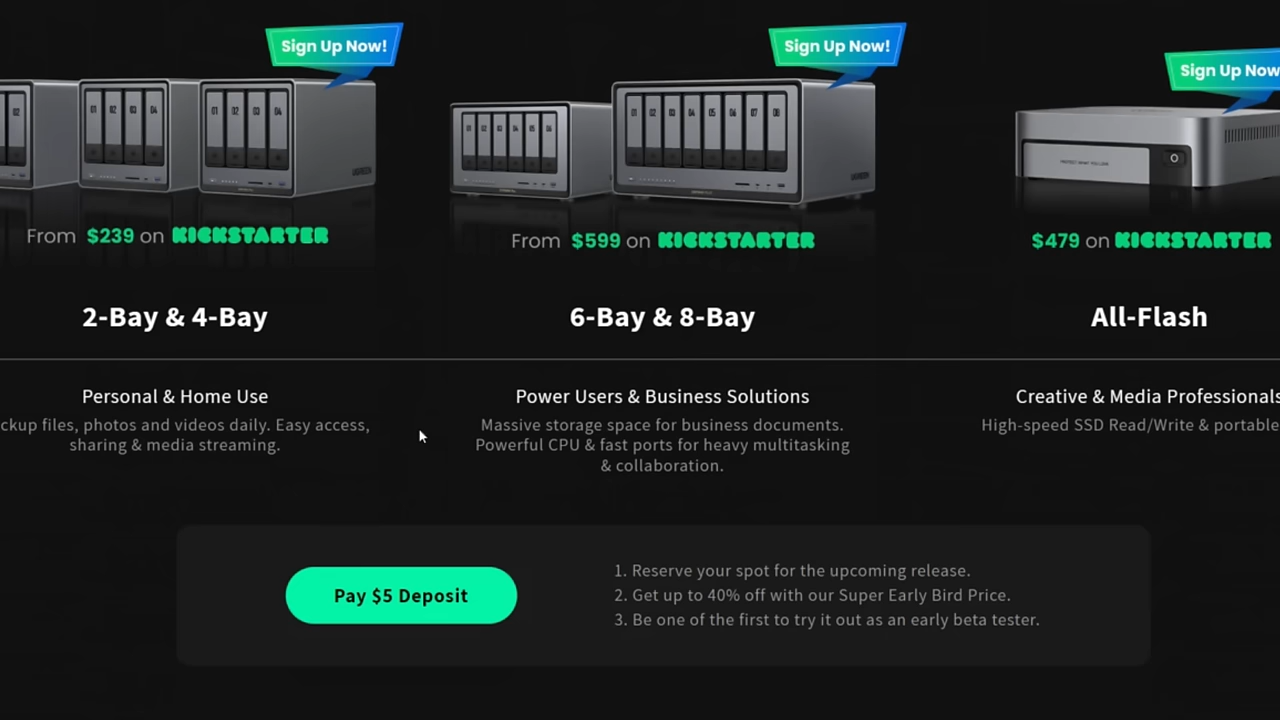 Sign Up Now!
Sign Up Now!
Sign Up Now
From $239 on KICKSTARTER
From $599 on KICKSTARTER
$479 on KICKSTARTER
2-Bay & 4-Bay
6-Bay & 8-Bay
All-Flash
Personal & Home Use
ckup files, photos and videos daily. Easy access,
sharing & media streaming.
Power Users & Business Solutions
Massive storage space for business documents.
Powerful CPU & fast ports for heavy multitasking
& collaboration.
Creative & Media Professionals
High-speed SSD Read/Write & portable
Pay $5 Deposit
1. Reserve your spot for the upcoming release.
2. Get up to 40% off with our Super Early Bird Price.
3. Be one of the first to try it out as an early beta tester.